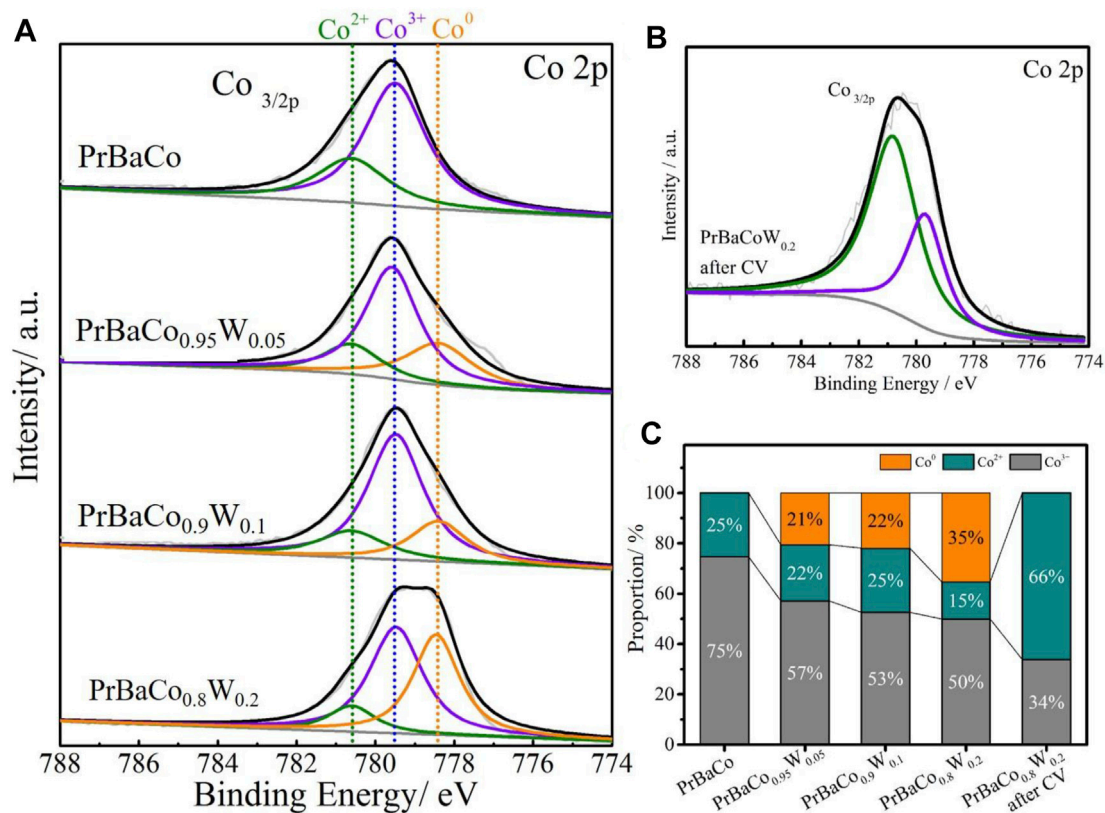 A
Co2+ Co3+ Co0
Co 3/2p
Co 2p
PrBaCo
PrBaCo0.95W0.05
PrBaCo0.9W0.1
PrBaCo0.8W0.2
Intensity/ a.u.
788 786 784 782 780 778 776 774
Binding Energy/ eV
B
Co 2p
Co 3/2p
PrBaCoW0.2
after CV
Intensity / a.u.
788 786 784 782 780 778 776 774
Binding Energy / eV
C
Co0 Co2+ Co3−
100
80
60
40
20
0
Proportion/ %
25%
75%
21%
22%
57%
22%
25%
53%
35%
15%
50%
66%
34%
PrBaCo
PrBaCo0.95W0.05
PrBaCo0.9W0.1
PrBaCo0.8W0.2
PrBaCo0.8W0.2
after CV